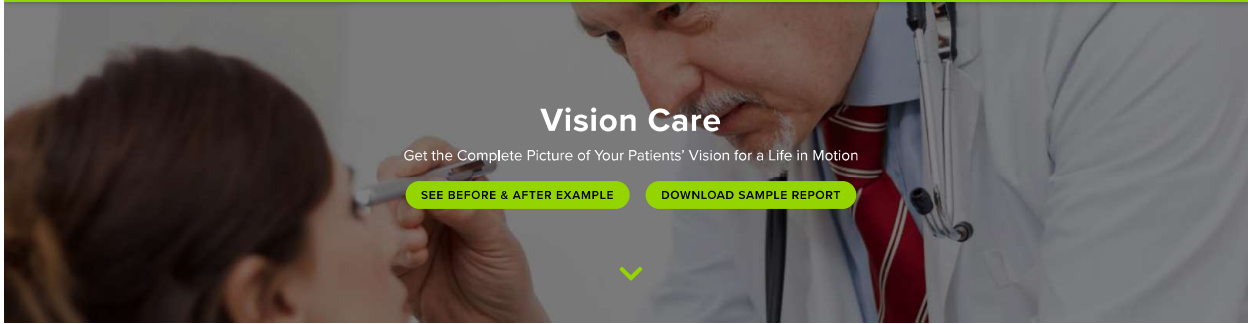 Vision Care
Get the Complete Picture of Your Patients' Vision for a Life in Motion
SEE BEFORE & AFTER EXAMPLE
DOWNLOAD SAMPLE REPORT